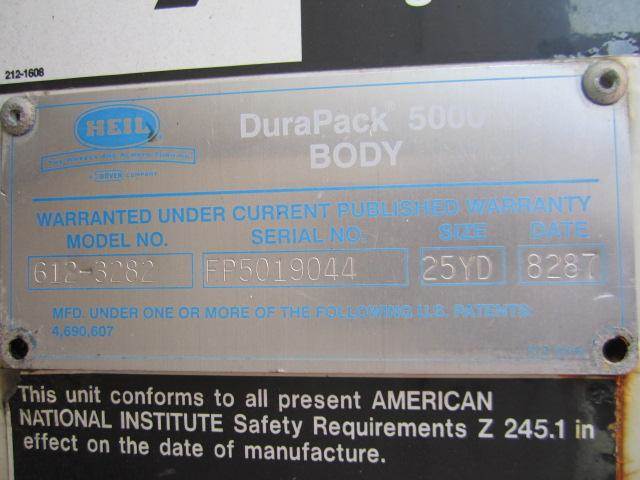 212-1608
HEIL
DuraPack® 5000
BODY
A DOVER COMPANY
WARRANTED UNDER CURRENT PUBLISHED WARRANTY
MODEL NO. SERIAL NO. SIZE DATE
612-3282 FP5019044 25YD 8287
MFD. UNDER ONE OR MORE OF THE FOLLOWING U.S. PATENTS:
4,690,607
This unit conforms to all present AMERICAN
NATIONAL INSTITUTE Safety Requirements Z 245.1 in
effect on the date of manufacture.